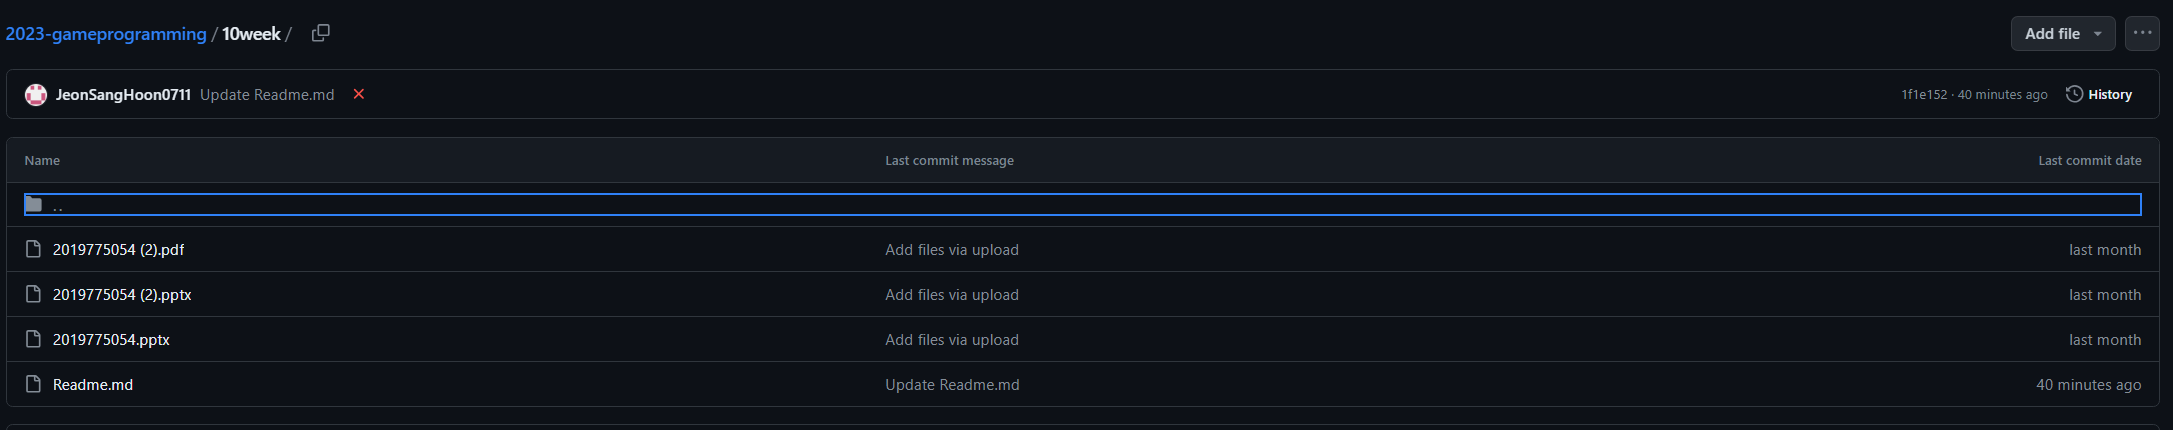 2023-gameprogramming / 10week / Add file ...
JeonSangHoon0711 Update Readme.md 1f1e152 · 40 minutes ago History
Name Last commit message Last commit date
..
2019775054 (2).pdf Add files via upload last month
2019775054 (2).pptx Add files via upload last month
2019775054.pptx Add files via upload last month
Readme.md Update Readme.md 40 minutes ago